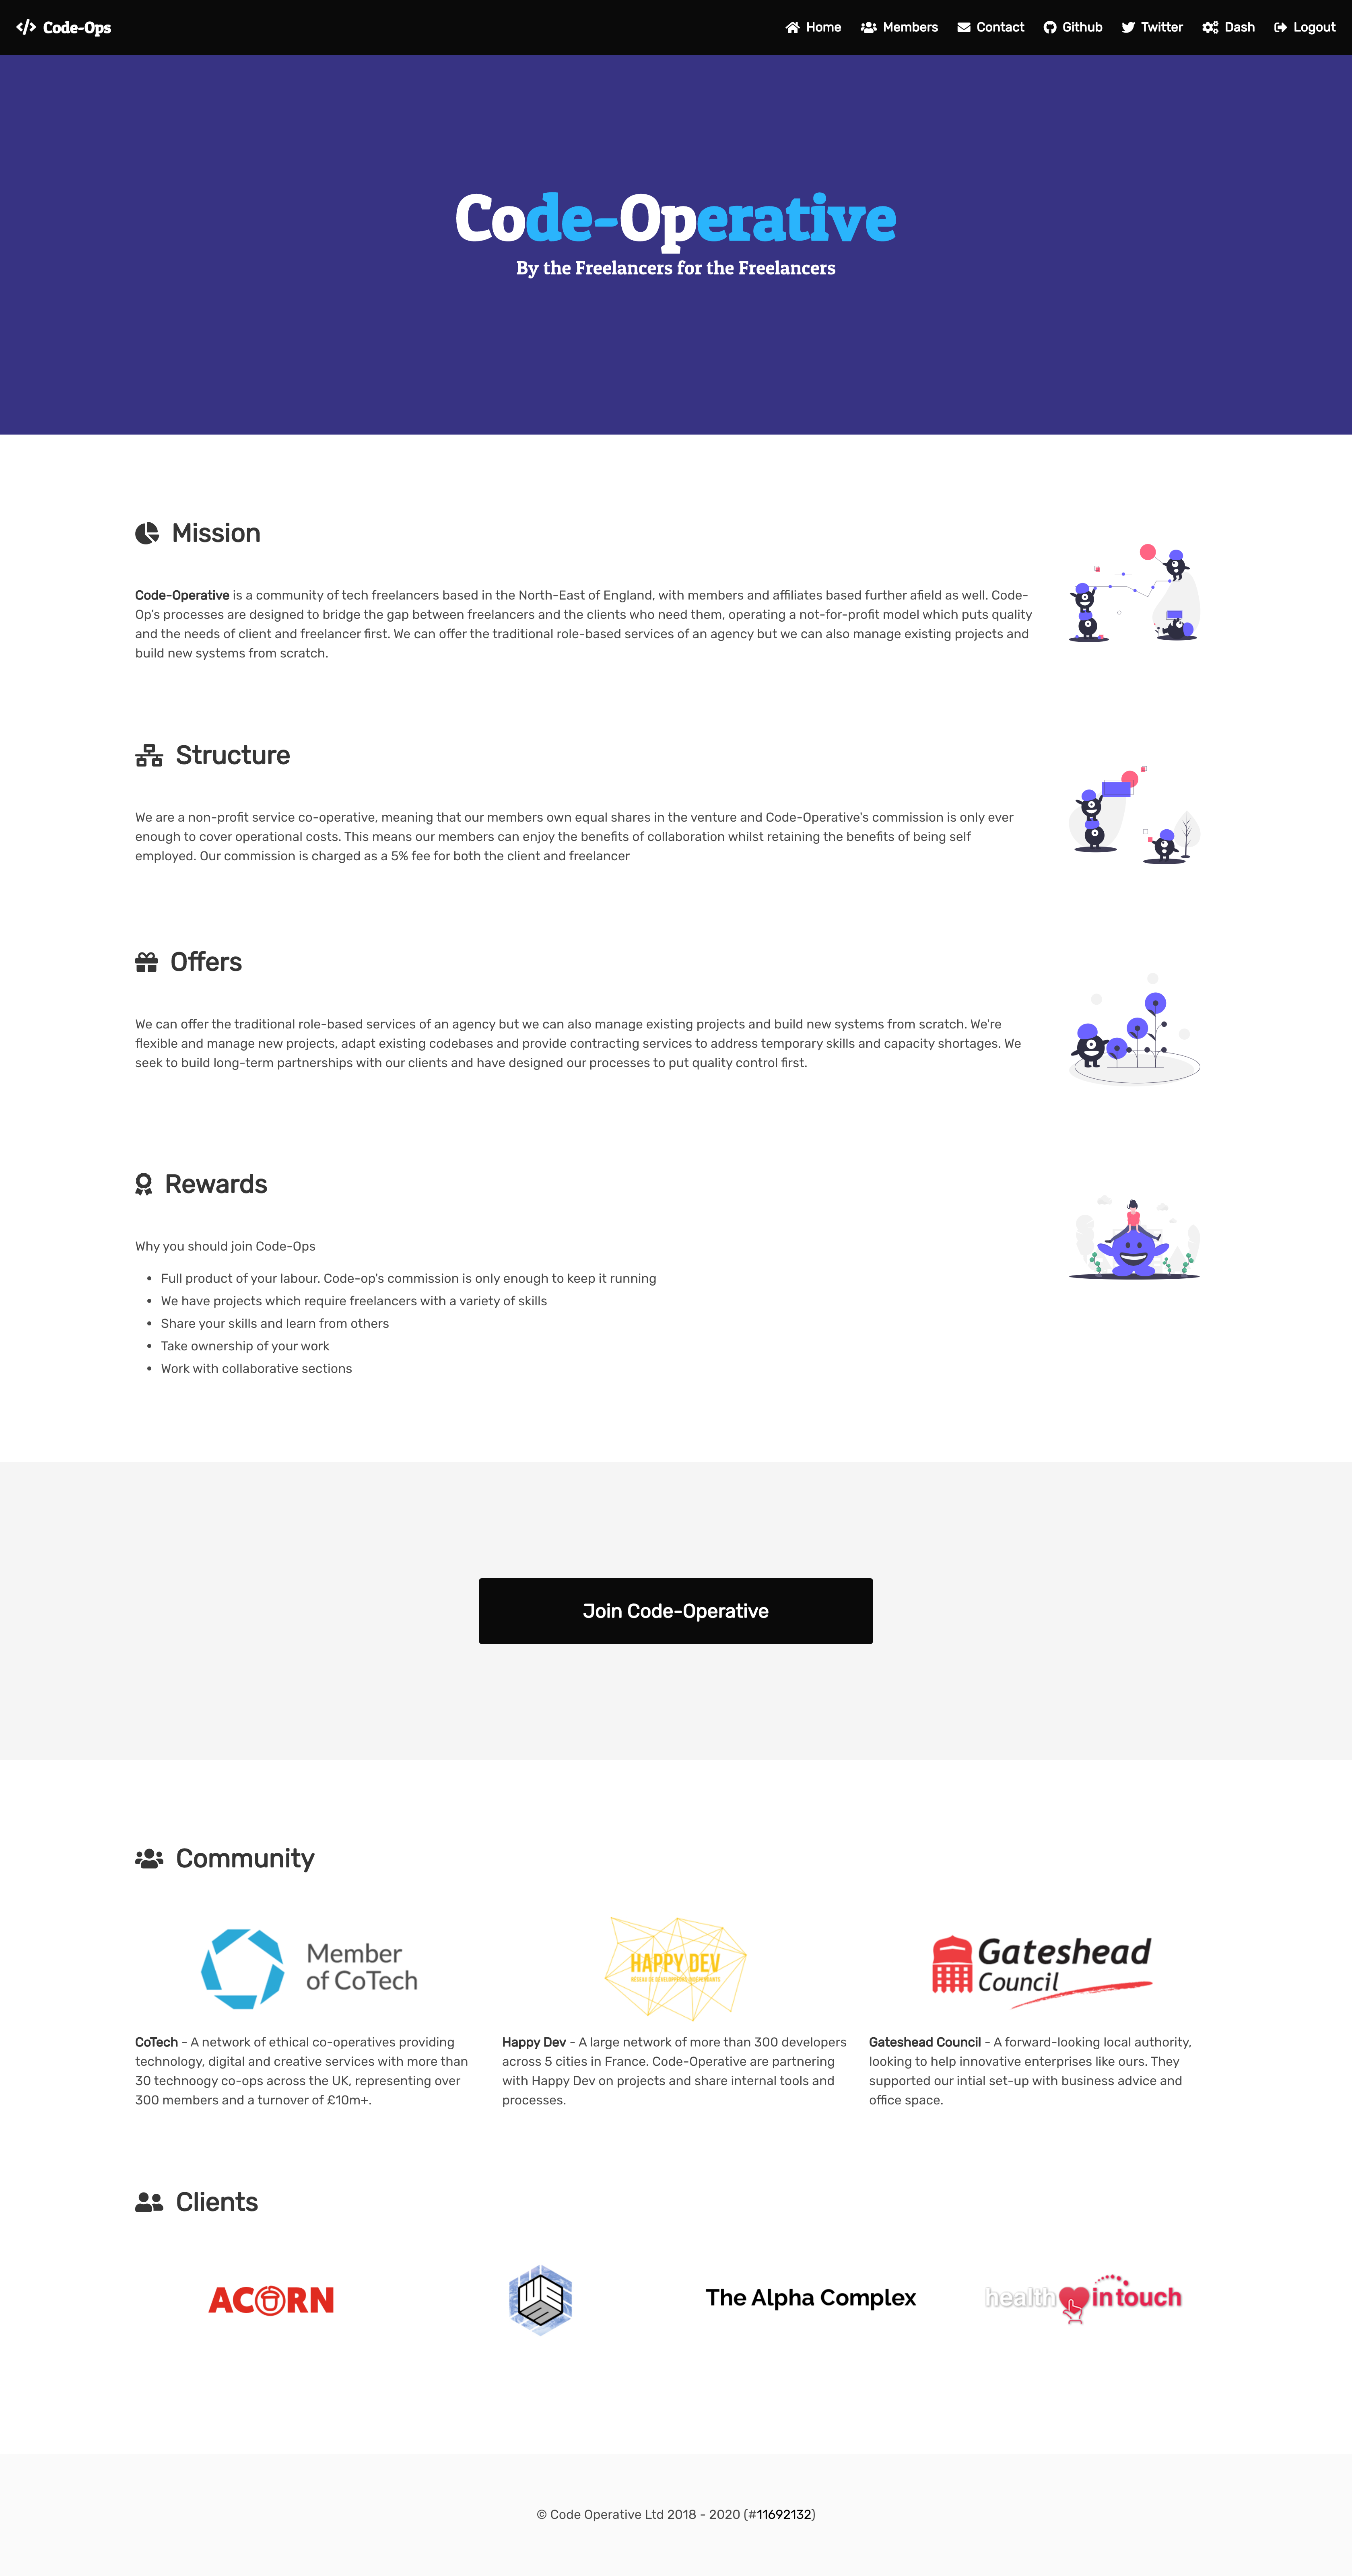 Code-Ops
Home Members Contact Github Twitter Dash Logout
Code-Operative
By the Freelancers for the Freelancers
Mission
Code-Operative is a community of tech freelancers based in the North-East of England, with members and affiliates based further afield as well. Code-
Op's processes are designed to bridge the gap between freelancers and the clients who need them, operating a not-for-profit model which puts quality
and the needs of client and freelancer first. We can offer the traditional role-based services of an agency but we can also manage existing projects and
build new systems from scratch.
Structure
We are a non-profit service co-operative, meaning that our members own equal shares in the venture and Code-Operative's commission is only ever
enough to cover operational costs. This means our members can enjoy the benefits of collaboration whilst retaining the benefits of being self
employed. Our commission is charged as a 5% fee for both the client and freelancer
Offers
We can offer the traditional role-based services of an agency but we can also manage existing projects and build new systems from scratch. We're
flexible and manage new projects, adapt existing codebases and provide contracting services to address temporary skills and capacity shortages. We
seek to build long-term partnerships with our clients and have designed our processes to put quality control first.
Rewards
Why you should join Code-Ops
• Full product of your labour. Code-op's commission is only enough to keep it running
• We have projects which require freelancers with a variety of skills
• Share your skills and learn from others
• Take ownership of your work
• Work with collaborative sections
Join Code-Operative
Community
Member
of CoTech
CoTech - A network of ethical co-operatives providing
technology, digital and creative services with more than
30 technoogy co-ops across the UK, representing over
300 members and a turnover of £10m+.
HAPPY DEV
Happy Dev - A large network of more than 300 developers
across 5 cities in France. Code-Operative are partnering
with Happy Dev on projects and share internal tools and
processes.
Gateshead
Council
Gateshead Council - A forward-looking local authority,
looking to help innovative enterprises like ours. They
supported our intial set-up with business advice and
office space.
Clients
ACORN
The Alpha Complex
health in touch
© Code Operative Ltd 2018 - 2020 (#11692132)